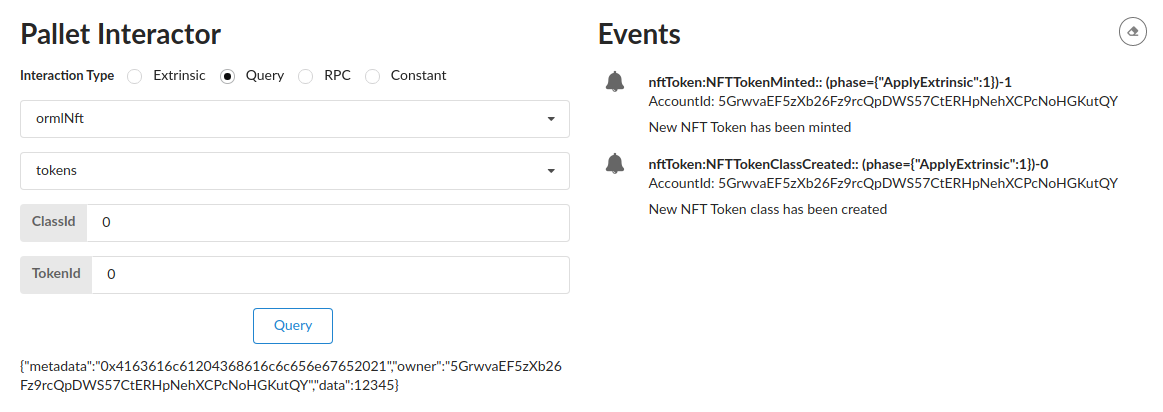 Pallet Interactor
Interaction Type Extrinsic Query RPC Constant
ormlNft
tokens
ClassId 0
TokenId 0
Query
{"metadata":"0x4163616c61204368616c6c656e67652021","owner":"5GrwvaEF5zXb26
Fz9rcQpDWS57CtERHpNehXCPcNoHGKutQY","data":12345}
Events
nftToken:NFTTokenMinted:: (phase={"ApplyExtrinsic":1})-1
AccountId: 5GrwvaEF5zXb26Fz9rcQpDWS57CtERHpNehXCPcNoHGKutQY
New NFT Token has been minted
nftToken:NFTTokenClassCreated:: (phase={"ApplyExtrinsic":1})-0
AccountId: 5GrwvaEF5zXb26Fz9rcQpDWS57CtERHpNehXCPcNoHGKutQY
New NFT Token class has been created